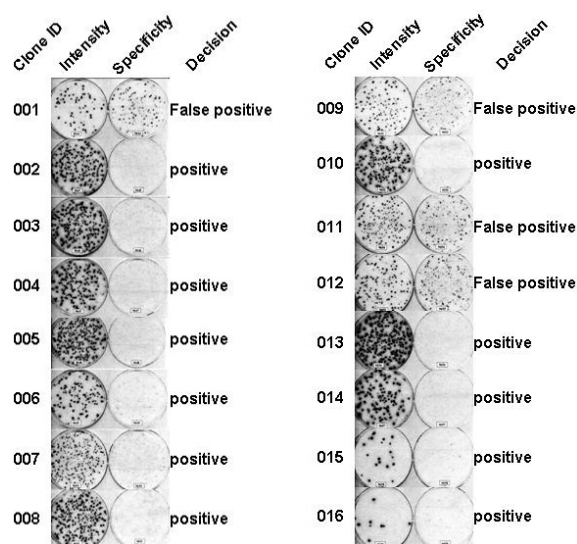 Clone ID Intensity Specificity Decision
001 False positive
002 positive
003 positive
004 positive
005 positive
006 positive
007 positive
008 positive
Clone ID Intensity Specificity Decision
009 False positive
010 positive
011 False positive
012 False positive
013 positive
014 positive
015 positive
016 positive